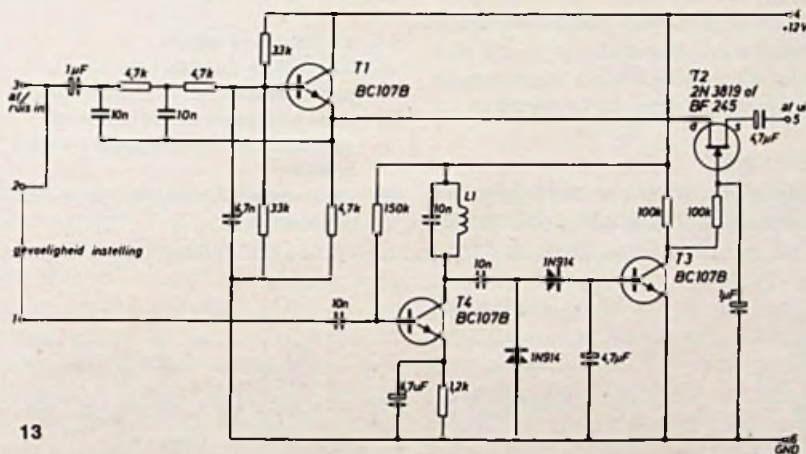 4
+12V
T2
2N 3819 of
BF 245
33k
T1
BC107B
1µF
4,7k
4,7k
3
af/
ruis in
10n
10n
d
s
5
4,7µF
2
4,7n
33k
4,7k
150k
10n
L1
100k
100k
gevoeligheid instelling
10n
1N914
T3
BC107B
1
10n
T4
BC107B
1µF
1N914
4,7µF
4,7µF
1,2k
13
6
GND